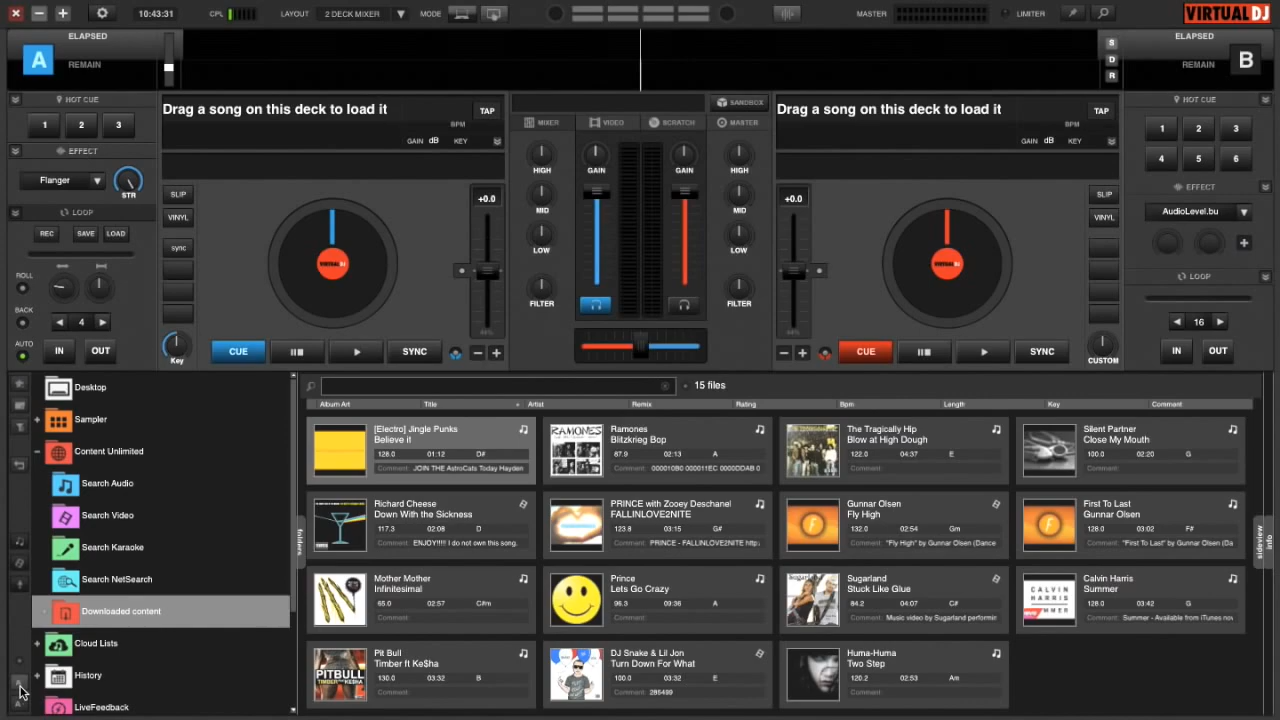 10:43:31
CPL
LAYOUT
2 DECK MIXER
MODE
MASTER
LIMITER
VIRTUALDJ
A
ELAPSED
REMAIN
S
D
R
ELAPSED
REMAIN
B
HOT CUE
1 2 3
EFFECT
Flanger
STR
LOOP
REC SAVE LOAD
ROLL
BACK
4
AUTO
IN OUT
Drag a song on this deck to load it
TAP
BPM
GAIN dB KEY
SLIP
VINYL
sync
Key
+0.0
VIRTUAL DJ
CUE
SYNC
SANDBOX
MIXER VIDEO SCRATCH MASTER
HIGH GAIN GAIN HIGH
MID MID
LOW LOW
FILTER FILTER
Drag a song on this deck to load it
TAP
BPM
GAIN dB KEY
+0.0
VIRTUAL DJ
SLIP
VINYL
CUSTOM
CUE
SYNC
HOT CUE
1 2 3
4 5 6
EFFECT
AudioLevel.bu
LOOP
16
IN OUT
Desktop
Sampler
Content Unlimited
Search Audio
Search Video
Search Karaoke
Search NetSearch
Downloaded content
Cloud Lists
History
LiveFeedback
folders
15 files
Album Art Title Artist Remix Rating Bpm Length Key Comment
[Electro] Jingle Punks
Believe it
128.0 01:12 D#
Comment: JOIN THE AstroCats Today Hayden
RAMONES
Ramones
Blitzkrieg Bop
87.9 02:13 A
Comment: 000010B0 000011EC 0000DDAB 0
The Tragically Hip
Blow at High Dough
122.0 04:37 E
Comment:
Silent Partner
Close My Mouth
100.0 02:20 G
Comment:
Richard Cheese
Down With the Sickness
117.3 02:08 D
Comment: ENJOY!!!!! I do not own this song.
PRINCE with Zooey Deschanel
FALLINLOVE2NITE
123.8 03:15 G#
Comment: PRINCE - FALLINLOVE2NITE http:
Gunnar Olsen
Fly High
132.0 02:54 Gm
Comment: "Fly High" by Gunnar Olsen (Dance
First To Last
Gunnar Olsen
128.0 03:02 F#
Comment: "First To Last" by Gunnar Olsen (Da
Mother Mother
Infinitesimal
65.0 02:57 C#m
Comment:
Prince
Lets Go Crazy
96.3 03:36 A
Comment:
Sugarland
Sugarland
Stuck Like Glue
84.2 04:07 C#
Comment: Music video by Sugarland performin
CALVIN
HARRIS
SUMMER
Calvin Harris
Summer
128.0 03:42 G
Comment: Summer - Available from iTunes nov
PITBULL
TIMBER
Pit Bull
Timber ft Ke$ha
130.0 03:32 B
Comment:
DJ Snake & Lil Jon
Turn Down For What
100.0 03:32 E
Comment: 286499
Huma-Huma
Two Step
120.2 02:53 Am
Comment:
sideview
info